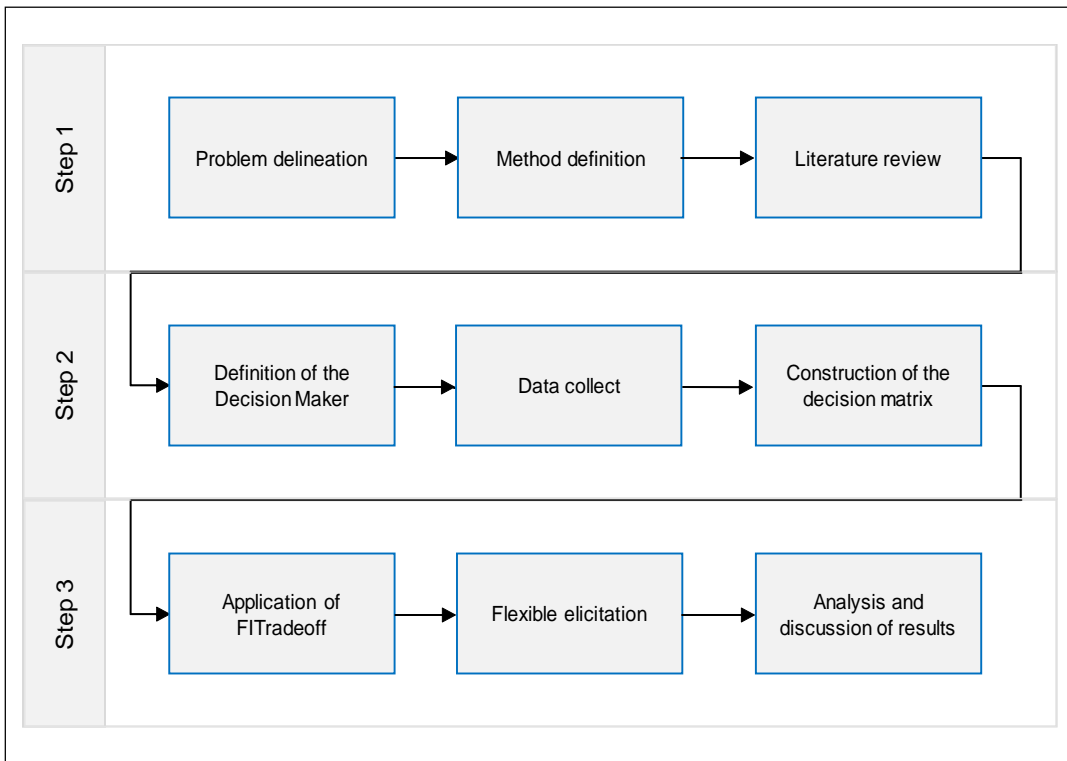 Step 1
Problem delineation
Method definition
Literature review
Step 2
Definition of the
Decision Maker
Data collect
Construction of the
decision matrix
Step 3
Application of
FITradeoff
Flexible elicitation
Analysis and
discussion of results